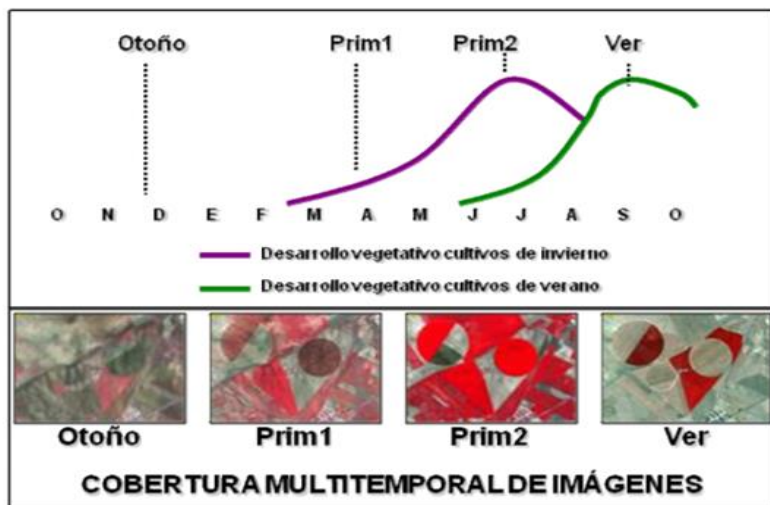 Otoño Prim1 Prim2 Ver
O N D E F M A M J J A S O
Desarrollo vegetativo cultivos de invierno
Desarrollo vegetativo cultivos de verano
Otoño Prim1 Prim2 Ver
COBERTURA MULTITEMPORAL DE IMÁGENES